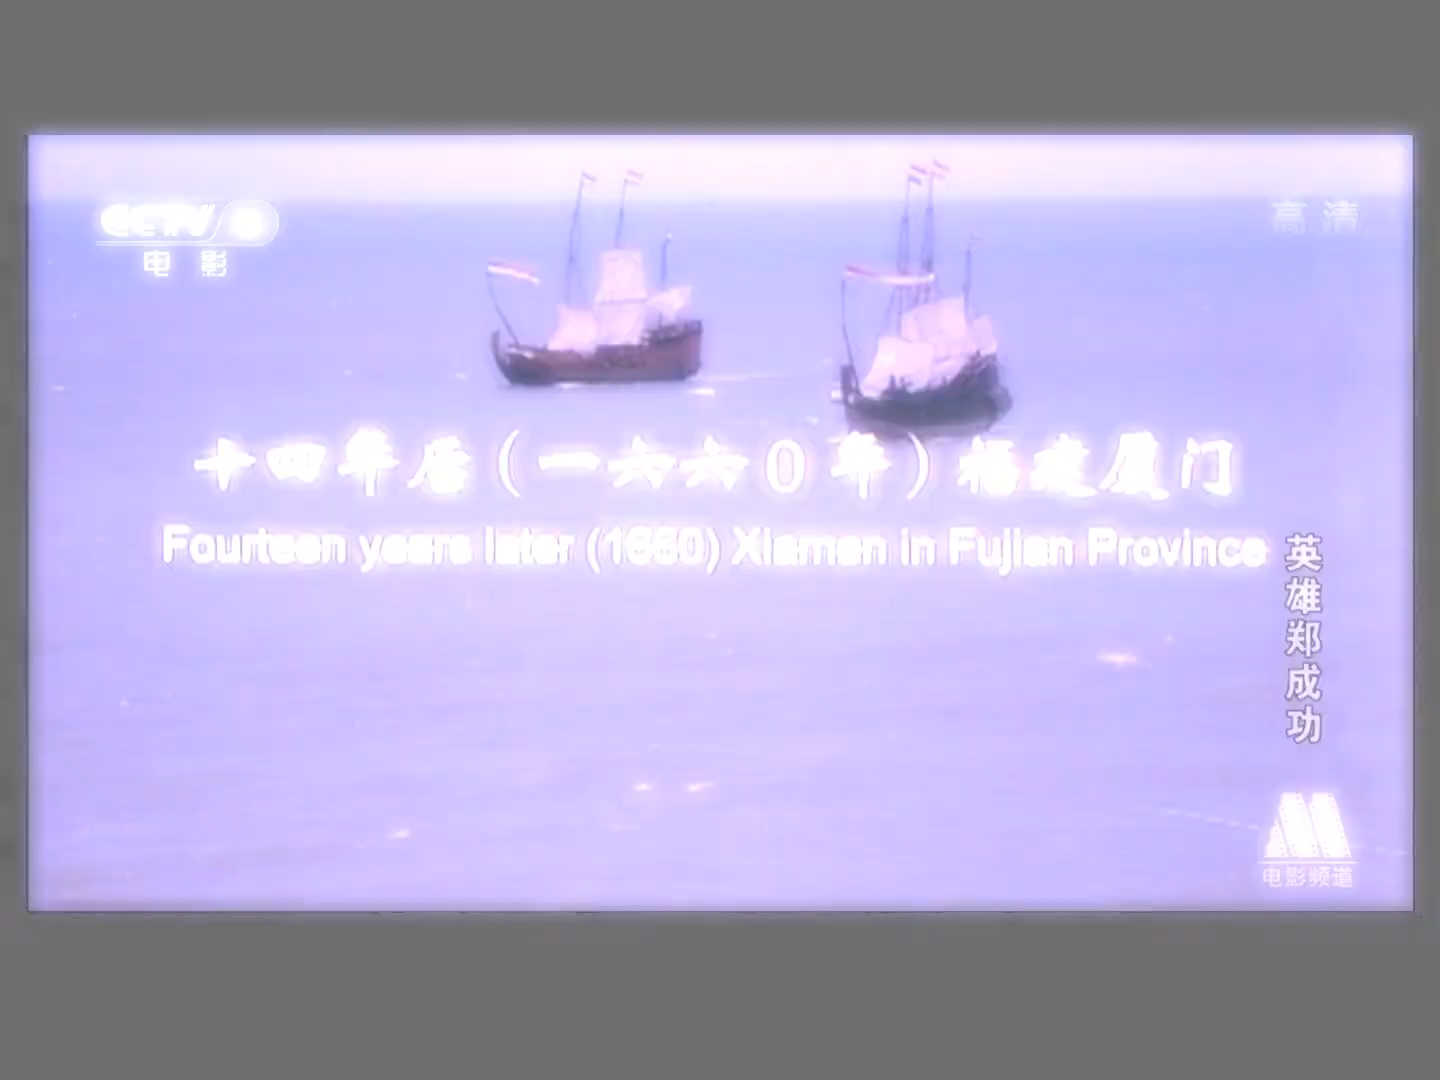 CCTV 6
电影
高清
十四年后(一六六0年)福建厦门
Fourteen years later (1660) Xiamen in Fujian Province
英雄郑成功
电影频道